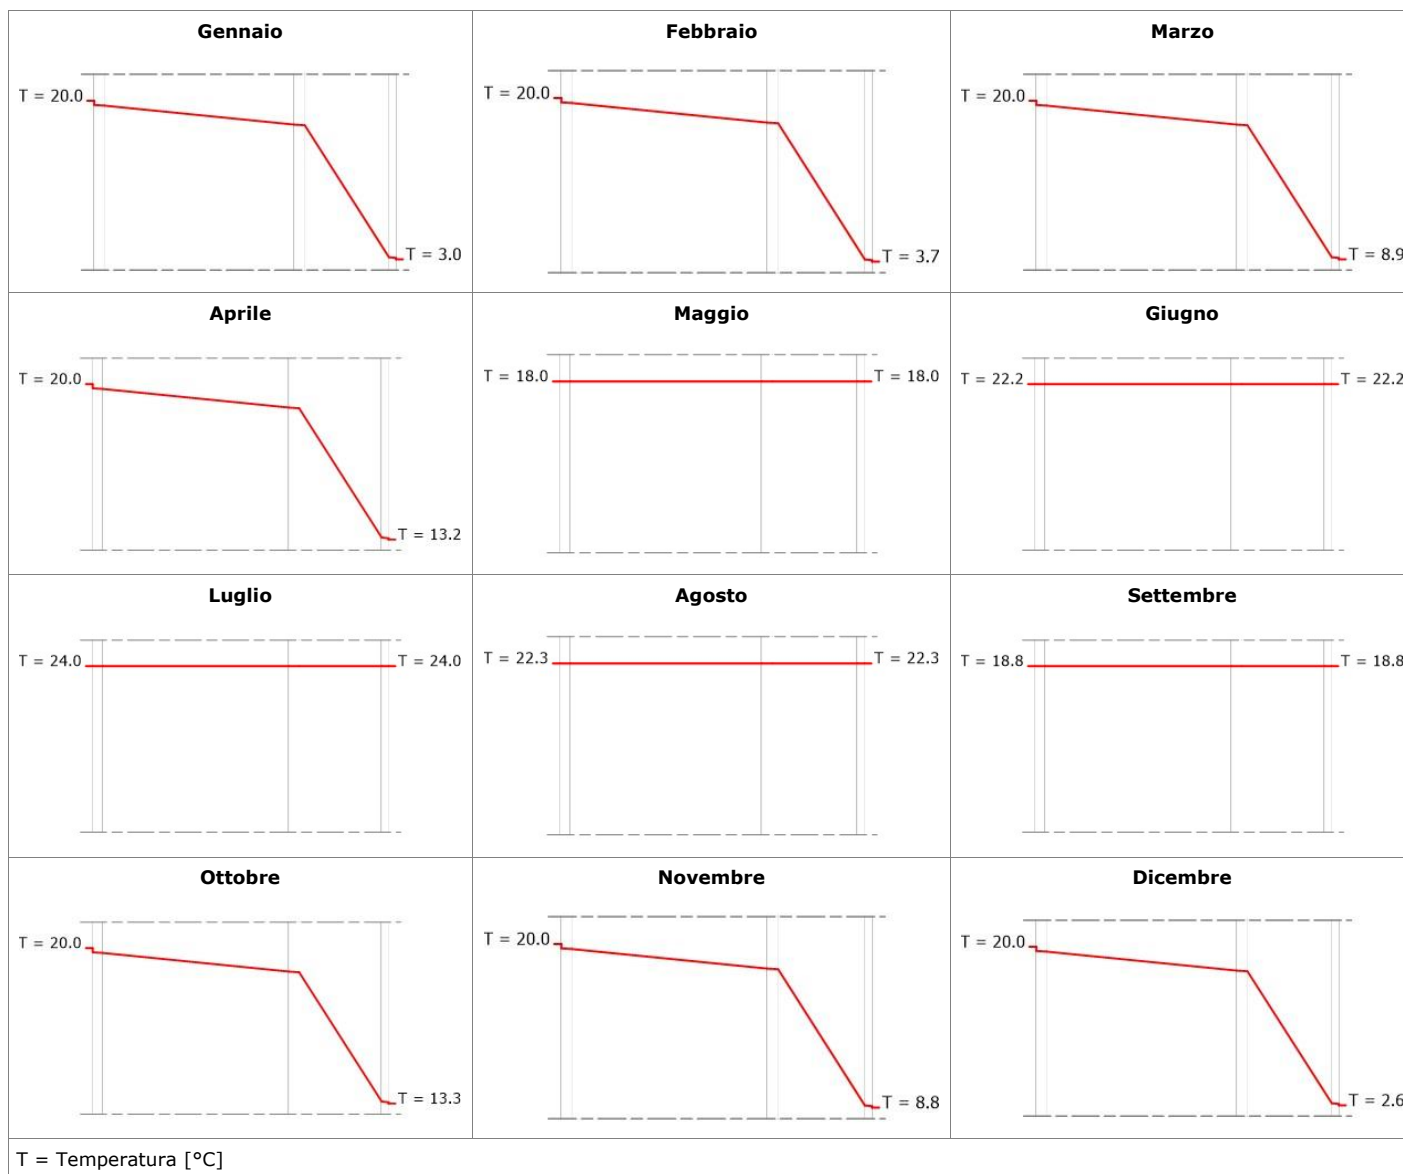 Gennaio
T = 20.0
T = 3.0
Febbraio
T = 20.0
T = 3.7
Marzo
T = 20.0
T = 8.9
Aprile
T = 20.0
T = 13.2
Maggio
T = 18.0
T = 18.0
Giugno
T = 22.2
T = 22.2
Luglio
T = 24.0
T = 24.0
Agosto
T = 22.3
T = 22.3
Settembre
T = 18.8
T = 18.8
Ottobre
T = 20.0
T = 13.3
Novembre
T = 20.0
T = 8.8
Dicembre
T = 20.0
T = 2.6
T = Temperatura [°C]